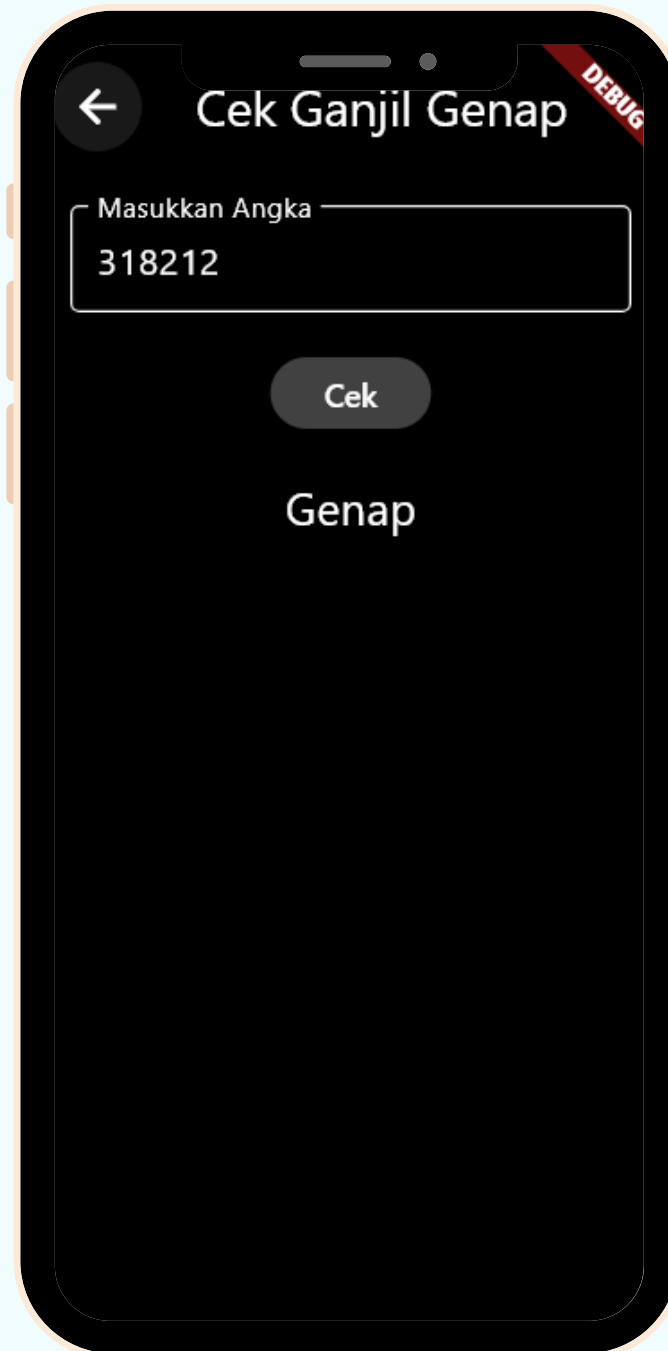 DEBUG
Cek Ganjil Genap
Masukkan Angka
318212
Cek
Genap